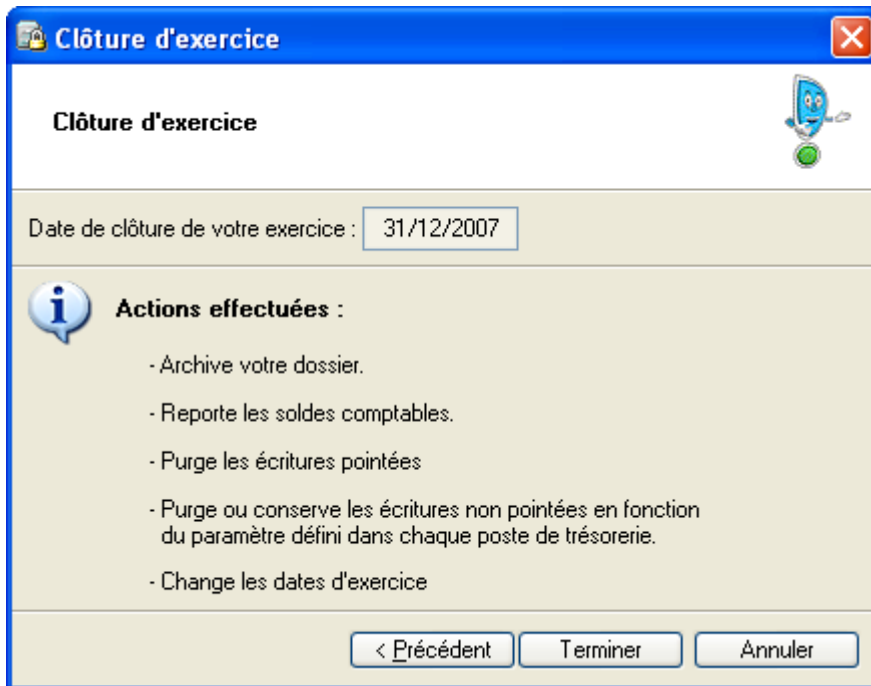 Clôture d'exercice
Clôture d'exercice
Date de clôture de votre exercice : 31/12/2007
Actions effectuées :
- Archive votre dossier.
- Reporte les soldes comptables.
- Purge les écritures pointées
- Purge ou conserve les écritures non pointées en fonction
du paramètre défini dans chaque poste de trésorerie.
- Change les dates d'exercice
< Précédent Terminer Annuler